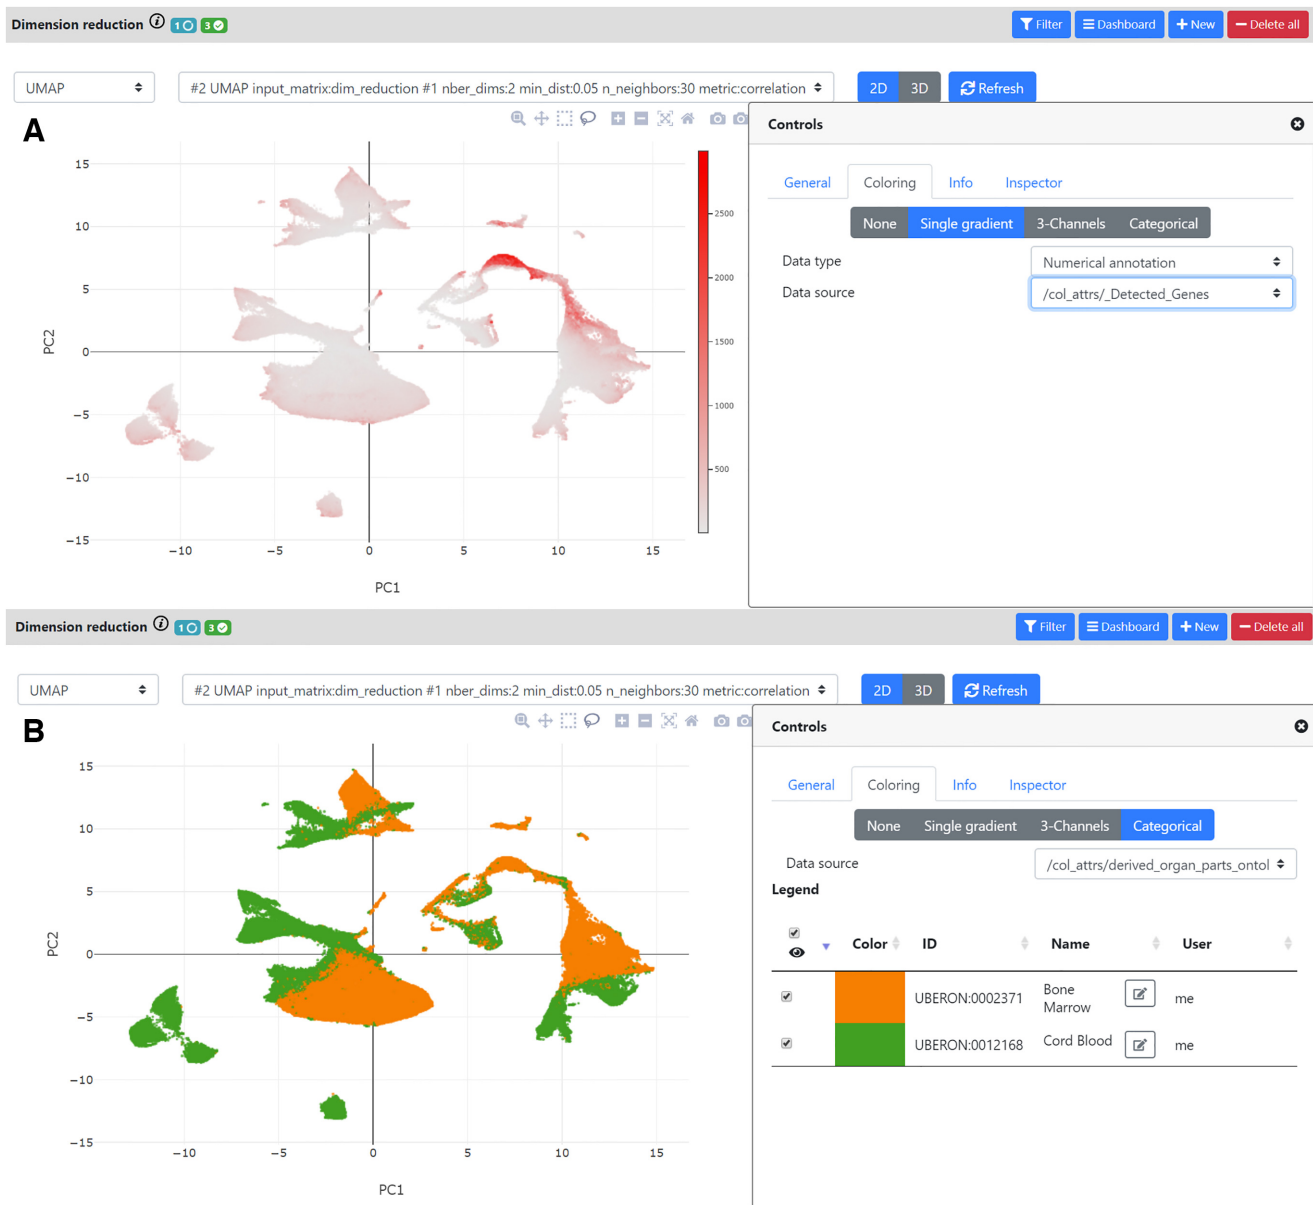 Dimension reduction i 1 3 Filter Dashboard + New − Delete all
UMAP #2 UMAP input_matrix:dim_reduction #1 nber_dims:2 min_dist:0.05 n_neighbors:30 metric:correlation 2D 3D Refresh
A
Controls
General Coloring Info Inspector
None Single gradient 3-Channels Categorical
Data type Numerical annotation
Data source /col_attrs/_Detected_Genes
15
10
5
0
−5
−10
−15
PC2
−10 −5 0 5 10 15
PC1
2500
2000
1500
1000
500
Dimension reduction i 1 3 Filter Dashboard + New − Delete all
UMAP #2 UMAP input_matrix:dim_reduction #1 nber_dims:2 min_dist:0.05 n_neighbors:30 metric:correlation 2D 3D Refresh
B
Controls
General Coloring Info Inspector
None Single gradient 3-Channels Categorical
Data source /col_attrs/derived_organ_parts_ontol
Legend
Color ID Name User
UBERON:0002371 Bone
Marrow me
UBERON:0012168 Cord Blood me
15
10
5
0
−5
−10
−15
PC2
−10 −5 0 5 10 15
PC1